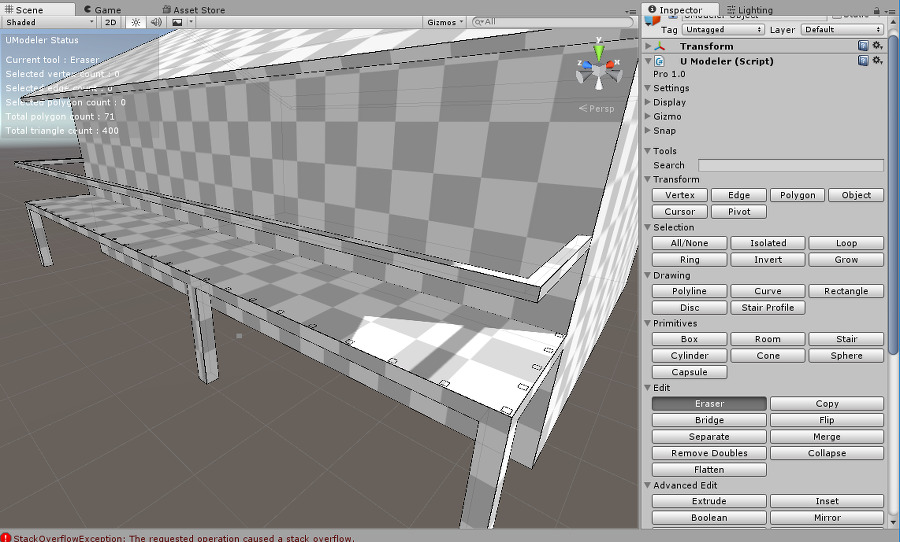 Scene Game Asset Store
Shaded 2D Gizmos All
UModeler Status
Current tool : Eraser
Selected vertex count : 0
Selected edge count : 0
Selected polygon count : 0
Total polygon count : 71
Total triangle count : 400
y
z x
Persp
Inspector Lighting
UModeler Object Static
Tag Untagged Layer Default
Transform
U Modeler (Script)
Pro 1.0
Settings
Display
Gizmo
Snap
Tools
Search
Transform
Vertex Edge Polygon Object
Cursor Pivot
Selection
All/None Isolated Loop
Ring Invert Grow
Drawing
Polyline Curve Rectangle
Disc Stair Profile
Primitives
Box Room Stair
Cylinder Cone Sphere
Capsule
Edit
Eraser Copy
Bridge Flip
Separate Merge
Remove Doubles Collapse
Flatten
Advanced Edit
Extrude Inset
Boolean Mirror
StackOverflowException: The requested operation caused a stack overflow.